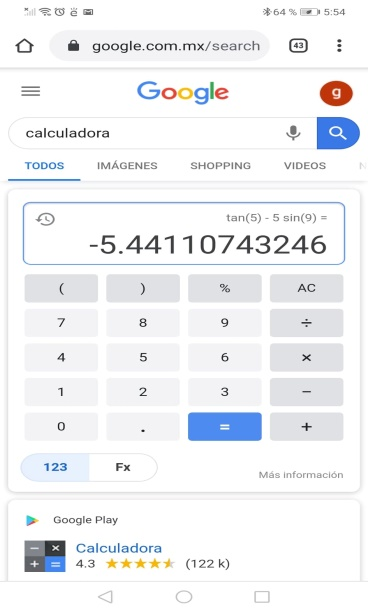 64 % 5:54
google.com.mx/search 43
Google g
calculadora
TODOS IMÁGENES SHOPPING VIDEOS N
tan(5) - 5 sin(9) =
-5.44110743246
( ) % AC
7 8 9 ÷
4 5 6 ×
1 2 3 −
0 . = +
123 Fx
Más información
Google Play
− × + =
Calculadora
4.3 ★★★★★ (122 k)